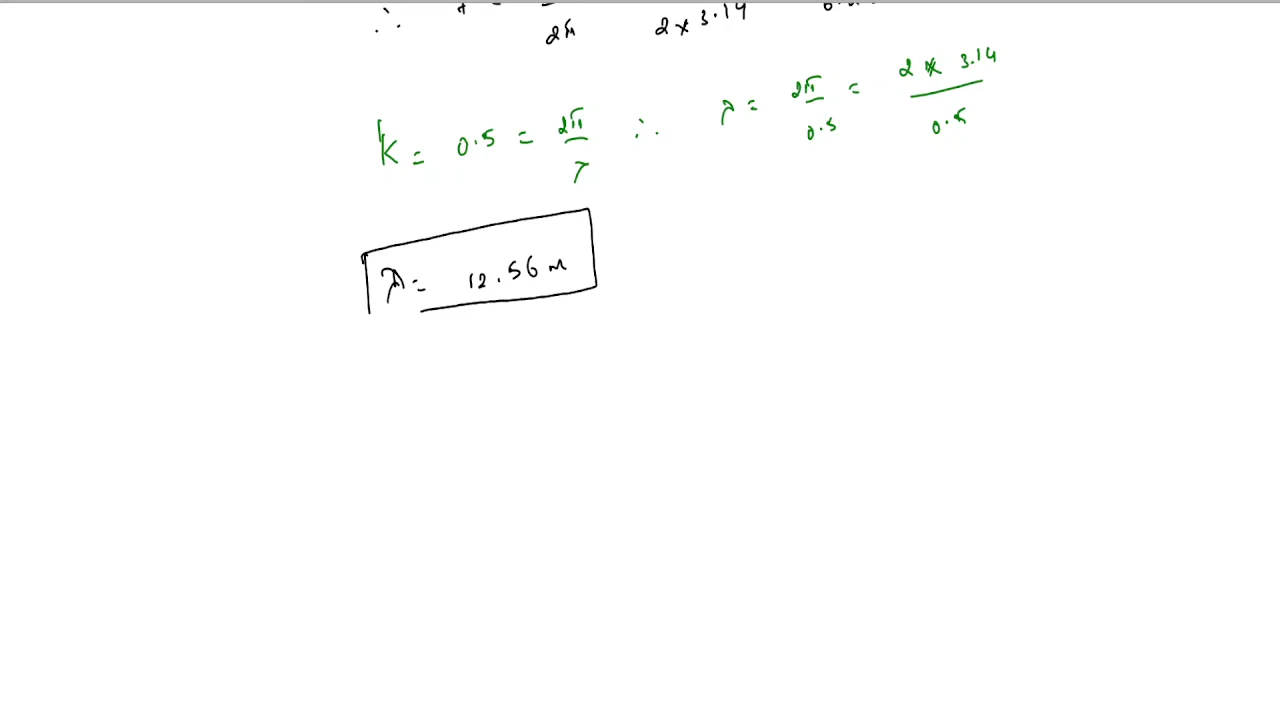 ∴ 2π 2 × 3.14
K = 0.5 = 2π/λ ∴ λ = 2π/0.5 = 2 × 3.14/0.5
λ = 12.56 m